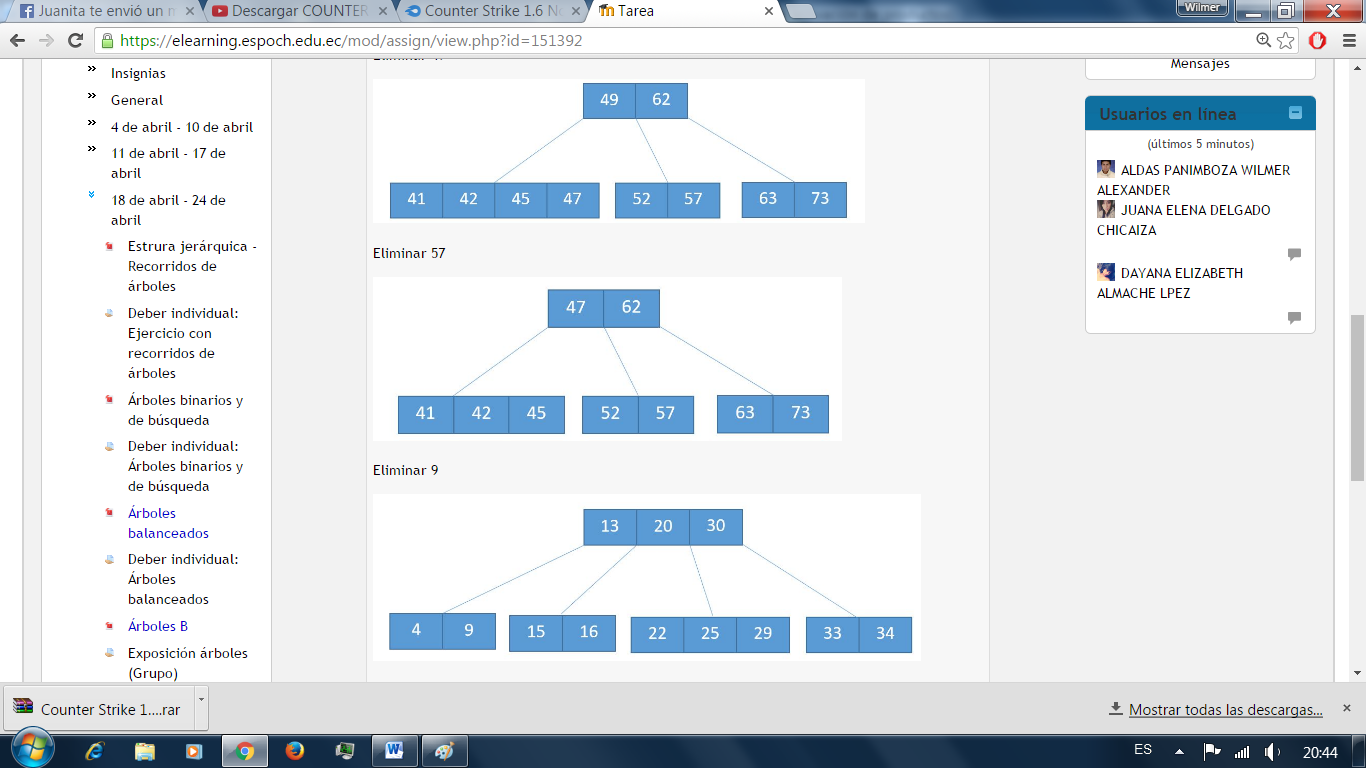 Juanita te envió un m
Descargar COUNTER
Counter Strike 1.6 No
Tarea
Wilmer
https://elearning.espoch.edu.ec/mod/assign/view.php?id=151392
Insignias
General
4 de abril - 10 de abril
11 de abril - 17 de
abril
18 de abril - 24 de
abril
Estrura jerárquica -
Recorridos de
árboles
Deber individual:
Ejercicio con
recorridos de
árboles
Árboles binarios y
de búsqueda
Deber individual:
Árboles binarios y
de búsqueda
Árboles
balanceados
Deber individual:
Árboles
balanceados
Árboles B
Exposición árboles
(Grupo)
49 62
41 42 45 47 52 57 63 73
Eliminar 57
47 62
41 42 45 52 57 63 73
Eliminar 9
13 20 30
4 9 15 16 22 25 29 33 34
Mensajes
Usuarios en línea
(últimos 5 minutos)
ALDAS PANIMBOZA WILMER
ALEXANDER
JUANA ELENA DELGADO
CHICAIZA
DAYANA ELIZABETH
ALMACHE LPEZ
Counter Strike 1....rar
Mostrar todas las descargas...
ES
20:44